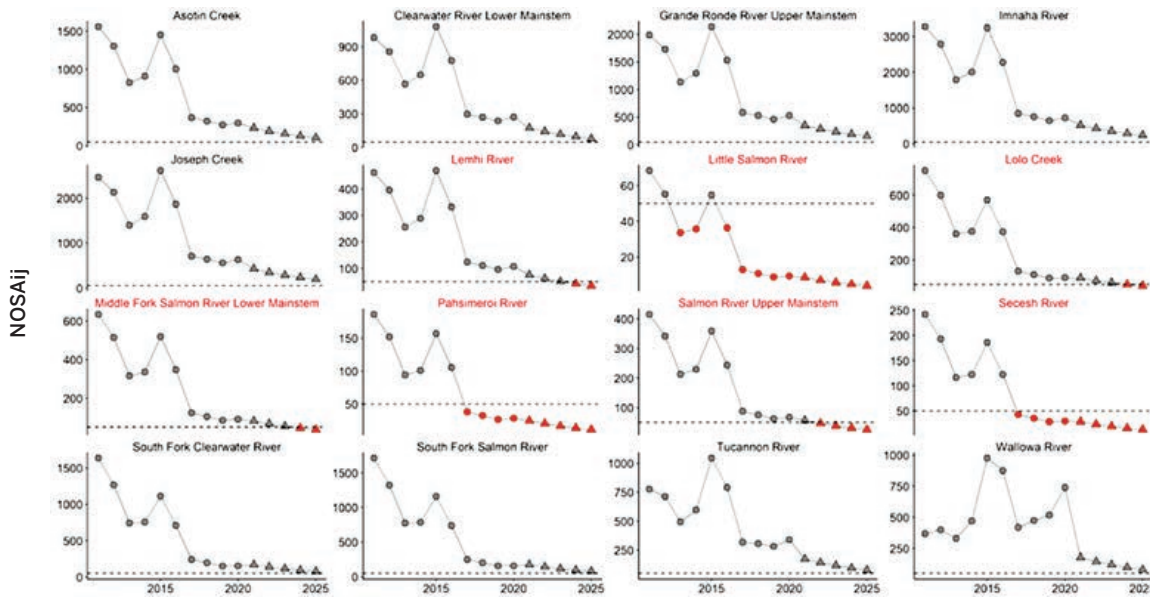 Asotin Creek
Clearwater River Lower Mainstem
Grande Ronde River Upper Mainstem
Imnaha River
1500
1000
500
0
900
600
300
0
2000
1500
1000
500
0
3000
2000
1000
0
Joseph Creek
Lemhi River
Little Salmon River
Lolo Creek
2000
1000
0
400
300
200
100
60
40
20
600
400
200
0
NOSAij
Middle Fork Salmon River Lower Mainstem
Pahsimeroi River
Salmon River Upper Mainstem
Secesh River
600
400
200
150
100
50
400
300
200
100
250
200
150
100
50
South Fork Clearwater River
South Fork Salmon River
Tucannon River
Wallowa River
1500
1000
500
0
1500
1000
500
0
1000
750
500
250
1000
750
500
250
2015 2020 2025
2015 2020 2025
2015 2020 2025
2015 2020 2025